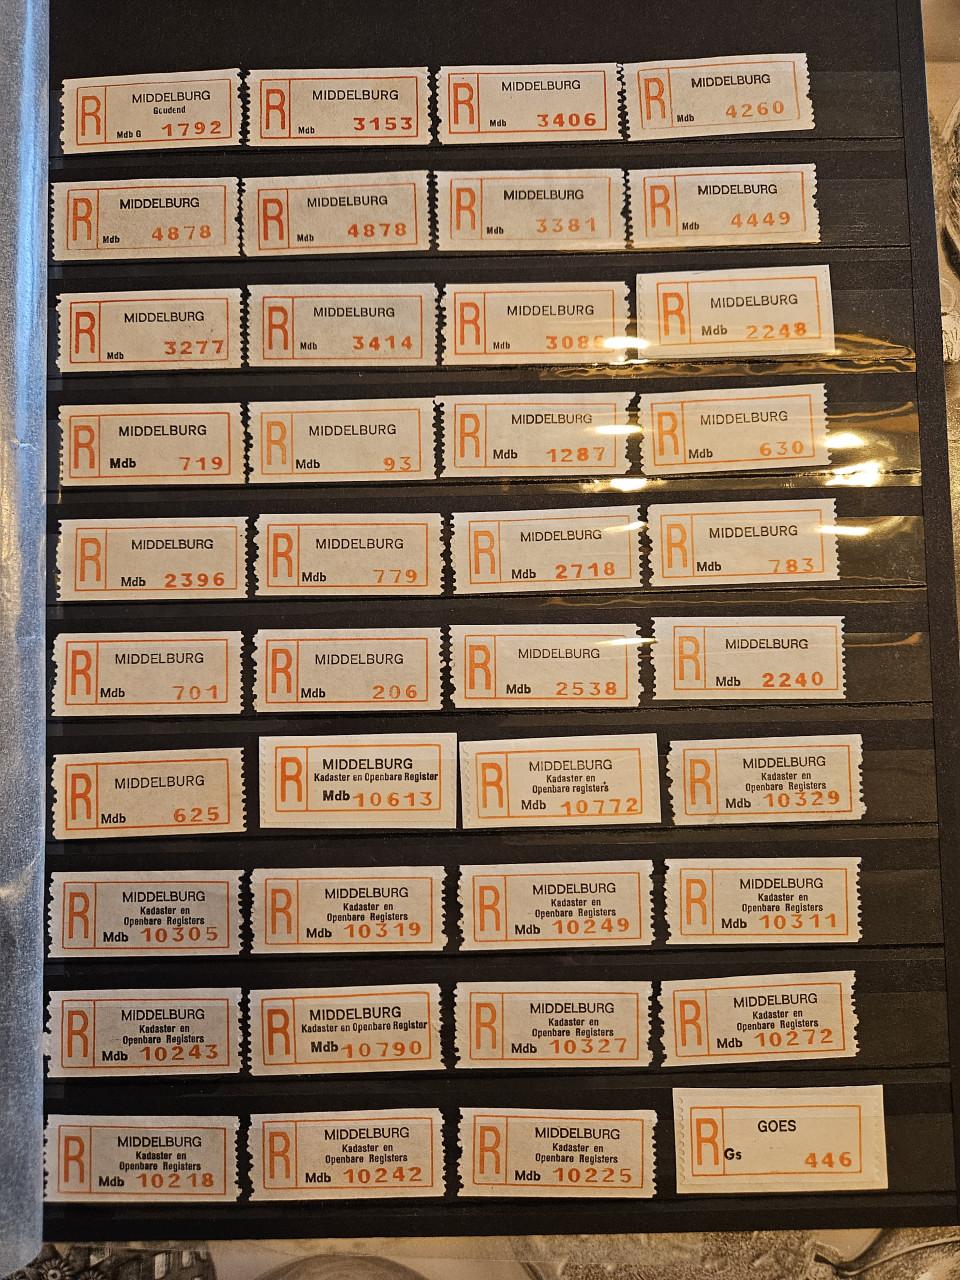 R MIDDELBURG
Goudend
Mdb G 1792
R MIDDELBURG
Mdb 3153
R MIDDELBURG
Mdb 3406
R MIDDELBURG
Mdb 4260
R MIDDELBURG
Mdb 4878
R MIDDELBURG
Mdb 4878
R MIDDELBURG
Mdb 3381
R MIDDELBURG
Mdb 4449
R MIDDELBURG
Mdb 3277
R MIDDELBURG
Mdb 3414
R MIDDELBURG
Mdb
R MIDDELBURG
Mdb 2248
R MIDDELBURG
Mdb 719
R MIDDELBURG
Mdb 93
R MIDDELBURG
Mdb 1287
R MIDDELBURG
Mdb 630
R MIDDELBURG
Mdb 2396
R MIDDELBURG
Mdb 779
R MIDDELBURG
Mdb 2718
R MIDDELBURG
Mdb 783
R MIDDELBURG
Mdb 701
R MIDDELBURG
Mdb 206
R MIDDELBURG
Mdb 2538
R MIDDELBURG
Mdb 2240
R MIDDELBURG
Mdb 625
R MIDDELBURG
Kadaster en Openbare Register
Mdb 10613
R MIDDELBURG
Kadaster en
Openbare registers
Mdb 10772
R MIDDELBURG
Kadaster en
Openbare Registers
Mdb 10329
R MIDDELBURG
Kadaster en
Openbare Registers
Mdb 10305
R MIDDELBURG
Kadaster en
Openbare Registers
Mdb 10319
R MIDDELBURG
Kadaster en
Openbare Registers
Mdb 10249
R MIDDELBURG
Kadaster en
Openbare Registers
Mdb 10311
R MIDDELBURG
Kadaster en
Openbare Registers
Mdb 10243
R MIDDELBURG
Kadaster en Openbare Register
Mdb 10790
R MIDDELBURG
Kadaster en
Openbare Registers
Mdb 10327
R MIDDELBURG
Kadaster en
Openbare Registers
Mdb 10272
R MIDDELBURG
Kadaster en
Openbare Registers
Mdb 10218
R MIDDELBURG
Kadaster en
Openbare Registers
Mdb 10242
R MIDDELBURG
Kadaster en
Openbare Registers
Mdb 10225
R GOES
Gs 446